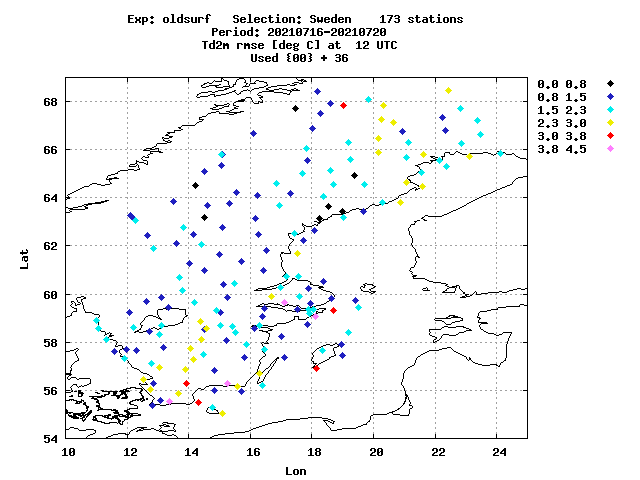 Exp: oldsurf   Selection: Sweden    173 stations
Period: 20210716-20210720
Td2m rmse [deg C] at  12 UTC
Used {00} + 36
0.0 0.8
0.8 1.5
1.5 2.3
2.3 3.0
3.0 3.8
3.8 4.5
68
66
64
62
60
58
56
54
Lat
10 12 14 16 18 20 22 24
Lon